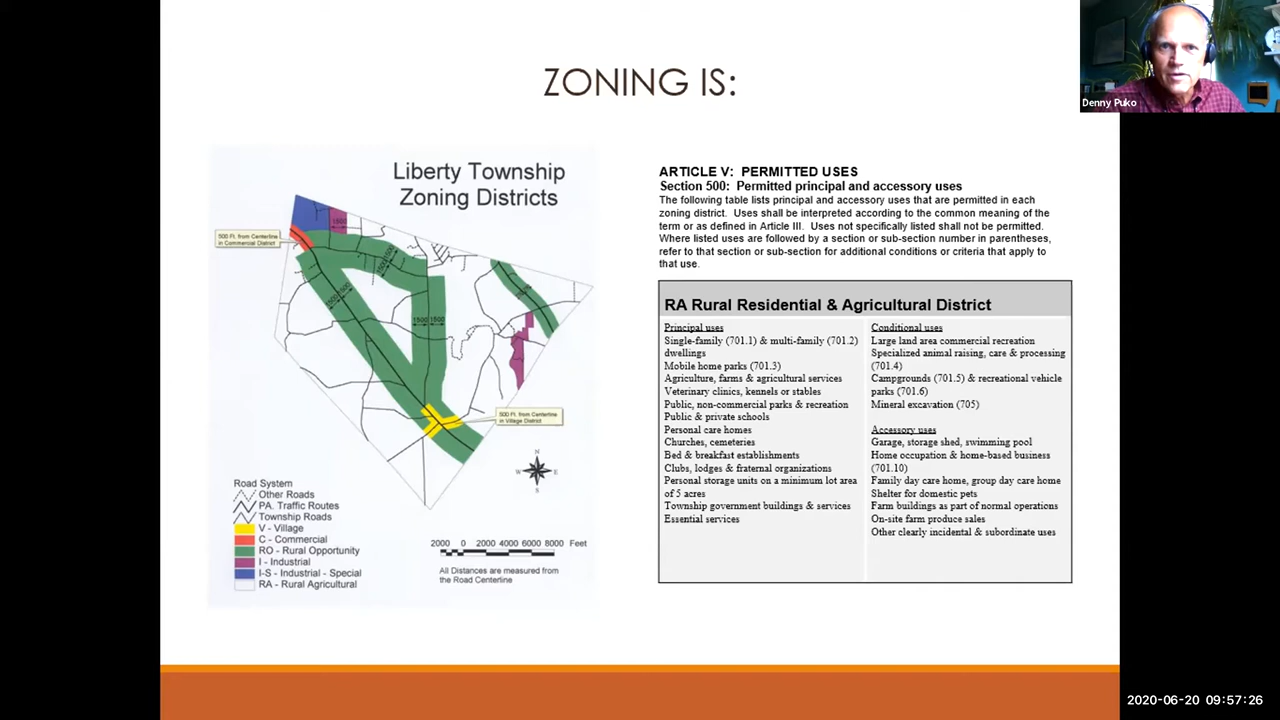 ZONING IS:
Denny Puko
Liberty Township
Zoning Districts
1500
500 Ft. from Centerline
in Commercial District
1500 1500
1500 1500
1500 1500
500 Ft. from Centerline
in Village District
N
W E
S
Road System
Other Roads
PA. Traffic Routes
Township Roads
V - Village
C - Commercial
RO - Rural Opportunity
I - Industrial
I-S - Industrial - Special
RA - Rural Agricultural
2000 0 2000 4000 6000 8000 Feet
All Distances are measured from
the Road Centerline
ARTICLE V: PERMITTED USES
Section 500: Permitted principal and accessory uses
The following table lists principal and accessory uses that are permitted in each
zoning district. Uses shall be interpreted according to the common meaning of the
term or as defined in Article III. Uses not specifically listed shall not be permitted.
Where listed uses are followed by a section or sub-section number in parentheses,
refer to that section or sub-section for additional conditions or criteria that apply to
that use.
RA Rural Residential & Agricultural District
Principal uses
Single-family (701.1) & multi-family (701.2)
dwellings
Mobile home parks (701.3)
Agriculture, farms & agricultural services
Veterinary clinics, kennels or stables
Public, non-commercial parks & recreation
Public & private schools
Personal care homes
Churches, cemeteries
Bed & breakfast establishments
Clubs, lodges & fraternal organizations
Personal storage units on a minimum lot area
of 5 acres
Township government buildings & services
Essential services
Conditional uses
Large land area commercial recreation
Specialized animal raising, care & processing
(701.4)
Campgrounds (701.5) & recreational vehicle
parks (701.6)
Mineral excavation (705)
Accessory uses
Garage, storage shed, swimming pool
Home occupation & home-based business
(701.10)
Family day care home, group day care home
Shelter for domestic pets
Farm buildings as part of normal operations
On-site farm produce sales
Other clearly incidental & subordinate uses
2020-06-20 09:57:26